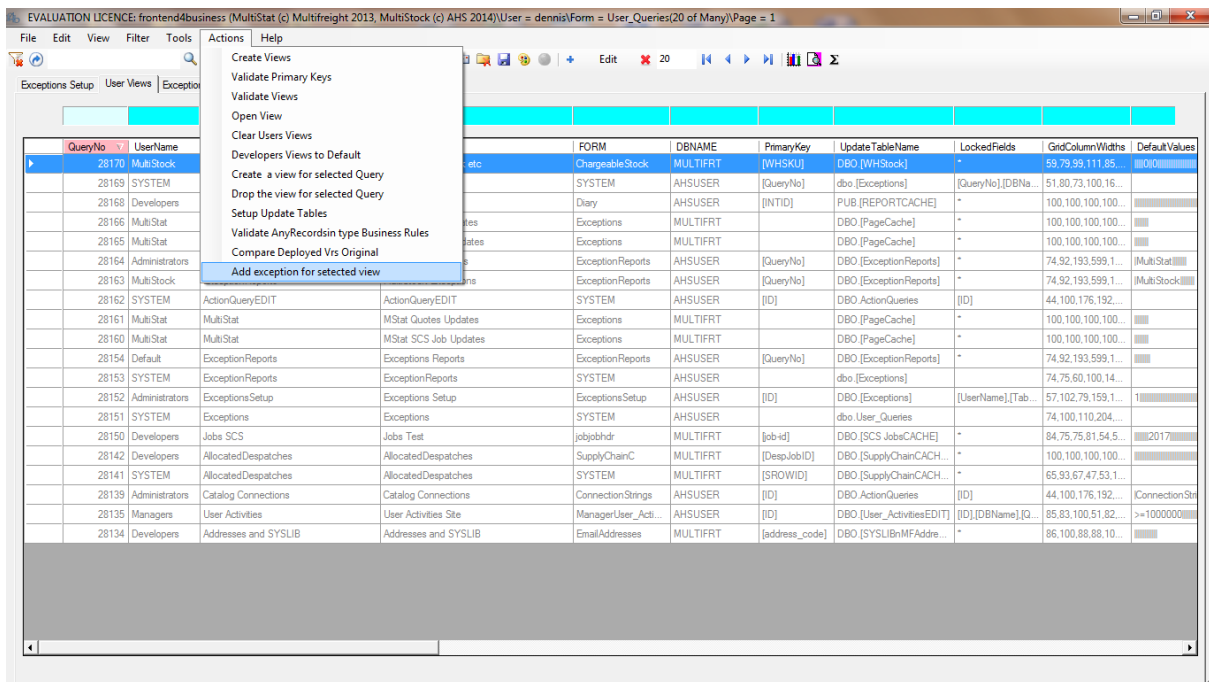 EVALUATION LICENCE: frontend4business (MultiStat (c) Multifreight 2013, MultiStock (c) AHS 2014)\User = dennis\Form = User_Queries(20 of Many)\Page = 1
File Edit View Filter Tools Actions Help
Edit 20 Σ
Exceptions Setup User Views Exception
Create Views
Validate Primary Keys
Validate Views
Open View
Clear Users Views
Developers Views to Default
Create a view for selected Query
Drop the view for selected Query
Setup Update Tables
Validate AnyRecordsin type Business Rules
Compare Deployed Vrs Original
Add exception for selected view
QueryNo UserName FORM DBNAME PrimaryKey UpdateTableName LockedFields GridColumnWidths DefaultValues
28170 MultiStock etc ChargeableStock MULTIFRT [WHSKU] DBO.[WHStock] * 59,79,99,111,85,...
28169 SYSTEM SYSTEM AHSUSER [QueryNo] dbo.[Exceptions] [QueryNo],[DBNa... 51,80,73,100,16...
28168 Developers Diary AHSUSER [INTID] PUB.[REPORTCACHE] * 100,100,100,100...
28166 MultiStat Exceptions MULTIFRT DBO.[PageCache] * 100,100,100,100...
28165 MultiStat dates Exceptions MULTIFRT DBO.[PageCache] * 100,100,100,100...
28164 Administrators ExceptionReports AHSUSER [QueryNo] DBO.[ExceptionReports] * 74,92,193,599,1... |MultiStat
28163 MultiStock ExceptionReports AHSUSER [QueryNo] DBO.[ExceptionReports] * 74,92,193,599,1... |MultiStock
28162 SYSTEM ActionQueryEDIT ActionQueryEDIT SYSTEM AHSUSER [ID] DBO.ActionQueries [ID] 44,100,176,192,...
28161 MultiStat MultiStat MStat Quotes Updates Exceptions MULTIFRT DBO.[PageCache] * 100,100,100,100...
28160 MultiStat MultiStat MStat SCS Job Updates Exceptions MULTIFRT DBO.[PageCache] * 100,100,100,100...
28154 Default ExceptionReports Exceptions Reports ExceptionReports AHSUSER [QueryNo] DBO.[ExceptionReports] * 74,92,193,599,1...
28153 SYSTEM ExceptionReports ExceptionReports SYSTEM AHSUSER dbo.[Exceptions] 74,75,60,100,14...
28152 Administrators ExceptionsSetup Exceptions Setup ExceptionsSetup AHSUSER [ID] DBO.[Exceptions] [UserName],[Tab... 57,102,79,159,1... 1
28151 SYSTEM Exceptions Exceptions SYSTEM AHSUSER dbo.User_Queries 74,100,110,204,...
28150 Developers Jobs SCS Jobs Test jobjobhdr MULTIFRT [job-id] DBO.[SCS JobsCACHE] * 84,75,75,81,54,5... 2017
28142 Developers AllocatedDespatches AllocatedDespatches SupplyChainC MULTIFRT [DespJobID] DBO.[SupplyChainCACH... * 100,100,100,100...
28141 SYSTEM AllocatedDespatches AllocatedDespatches SYSTEM MULTIFRT [SROWID] DBO.[SupplyChainCACH... * 65,93,67,47,53,1...
28139 Administrators Catalog Connections Catalog Connections ConnectionStrings AHSUSER [ID] DBO.ActionQueries [ID] 44,100,176,192,... |ConnectionStri
28135 Managers User Activities User Activities Site ManagerUser_Acti... AHSUSER [ID] DBO.[User_ActivitiesEDIT] [ID],[DBName],[Q... 85,83,100,51,82,... >=1000000
28134 Developers Addresses and SYSLIB Addresses and SYSLIB EmailAddresses MULTIFRT [address_code] DBO.[SYSLIBnMFAddre... * 86,100,88,88,10...